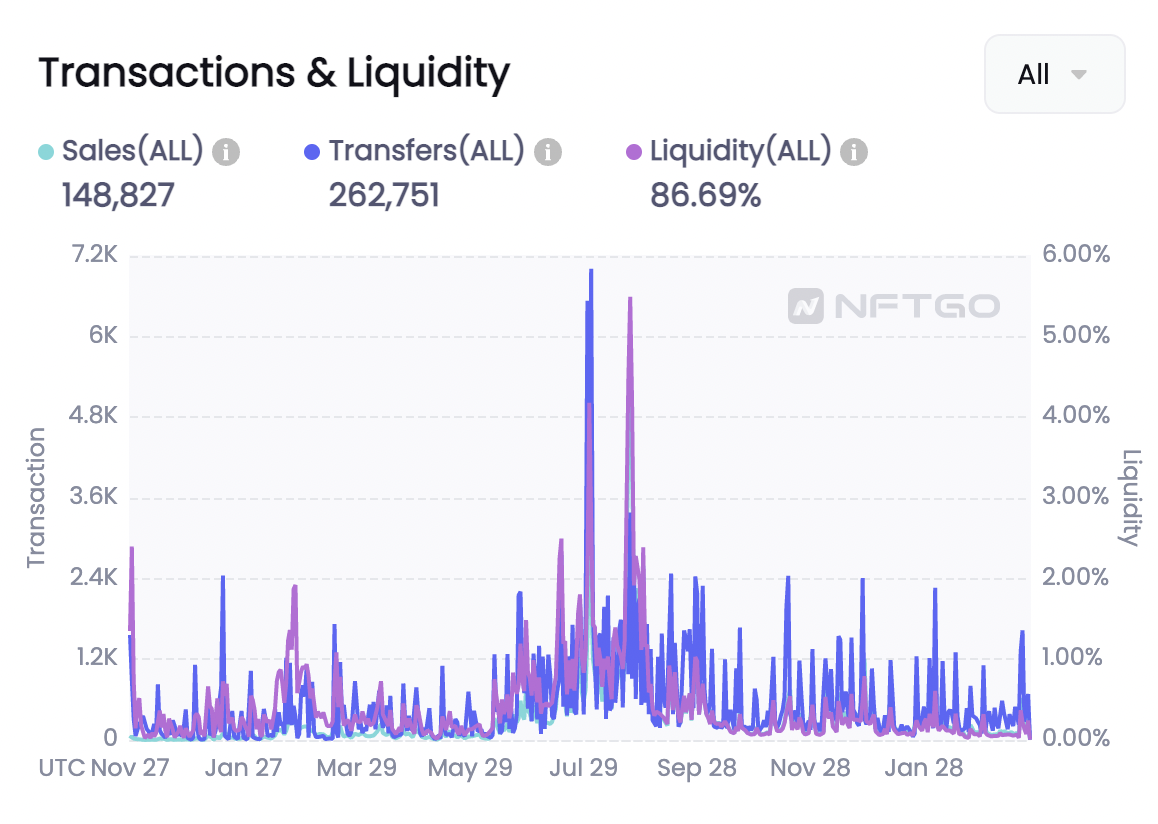 Transactions & Liquidity
All
Sales(ALL) i Transfers(ALL) i Liquidity(ALL) i
148,827 262,751 86.69%
7.2K 6.00%
NFTGO
6K 5.00%
4.8K 4.00%
Transaction
3.6K 3.00%
Liquidity
2.4K 2.00%
1.2K 1.00%
0 0.00%
UTC Nov 27 Jan 27 Mar 29 May 29 Jul 29 Sep 28 Nov 28 Jan 28